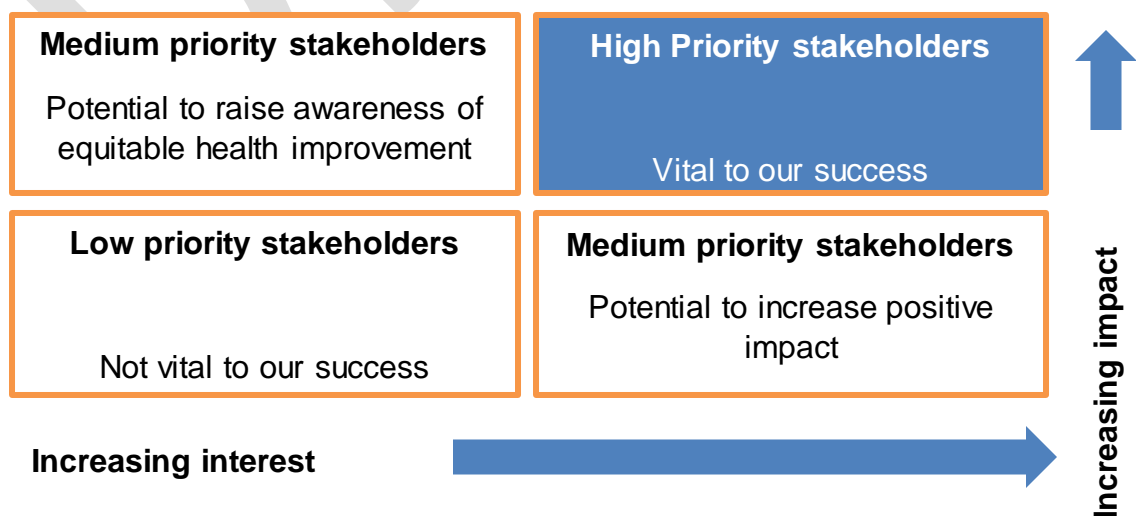 Medium priority stakeholders
Potential to raise awareness of
equitable health improvement
High Priority stakeholders
Vital to our success
Low priority stakeholders
Not vital to our success
Medium priority stakeholders
Potential to increase positive
impact
Increasing interest
Increasing impact